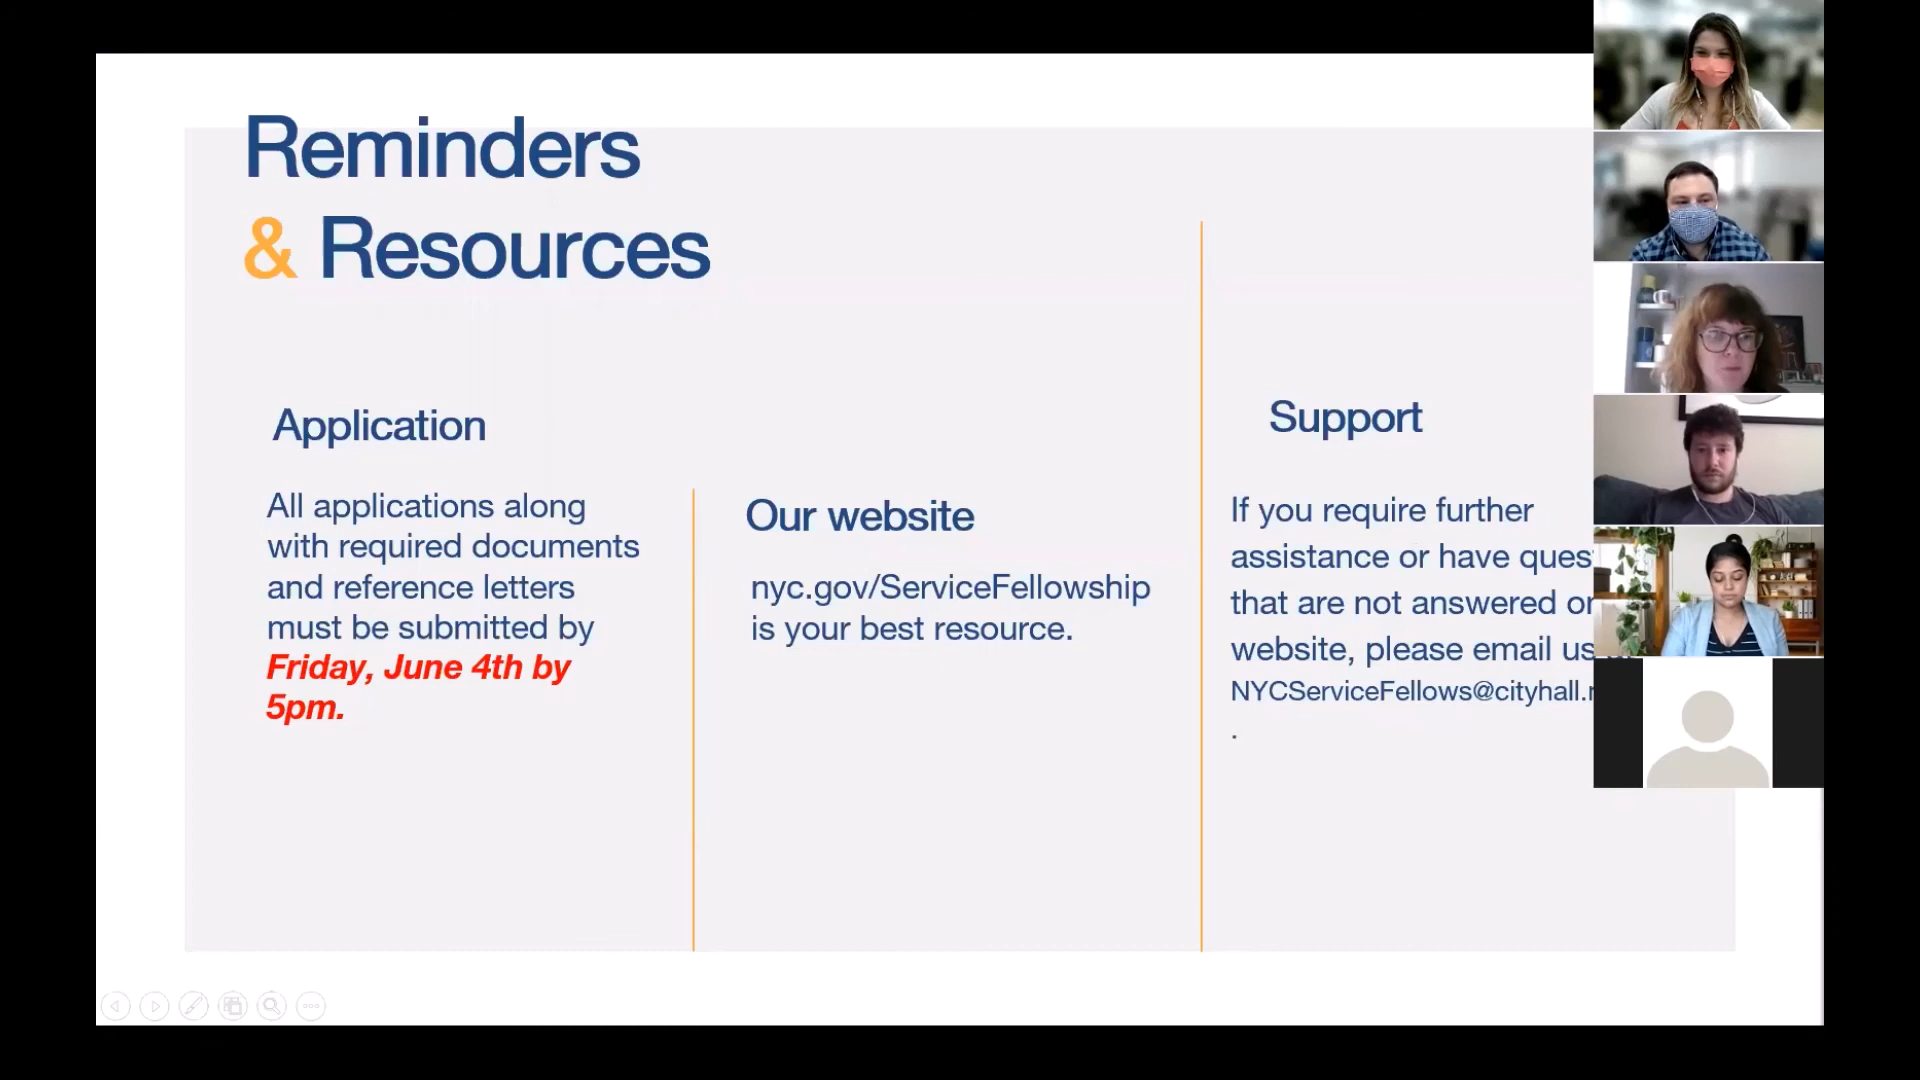 Reminders
& Resources
Application
All applications along
with required documents
and reference letters
must be submitted by
Friday, June 4th by
5pm.
Our website
nyc.gov/ServiceFellowship
is your best resource.
Support
If you require further
assistance or have
that are not answered
website, please email us
NYCServiceFellows@cityhall.
.